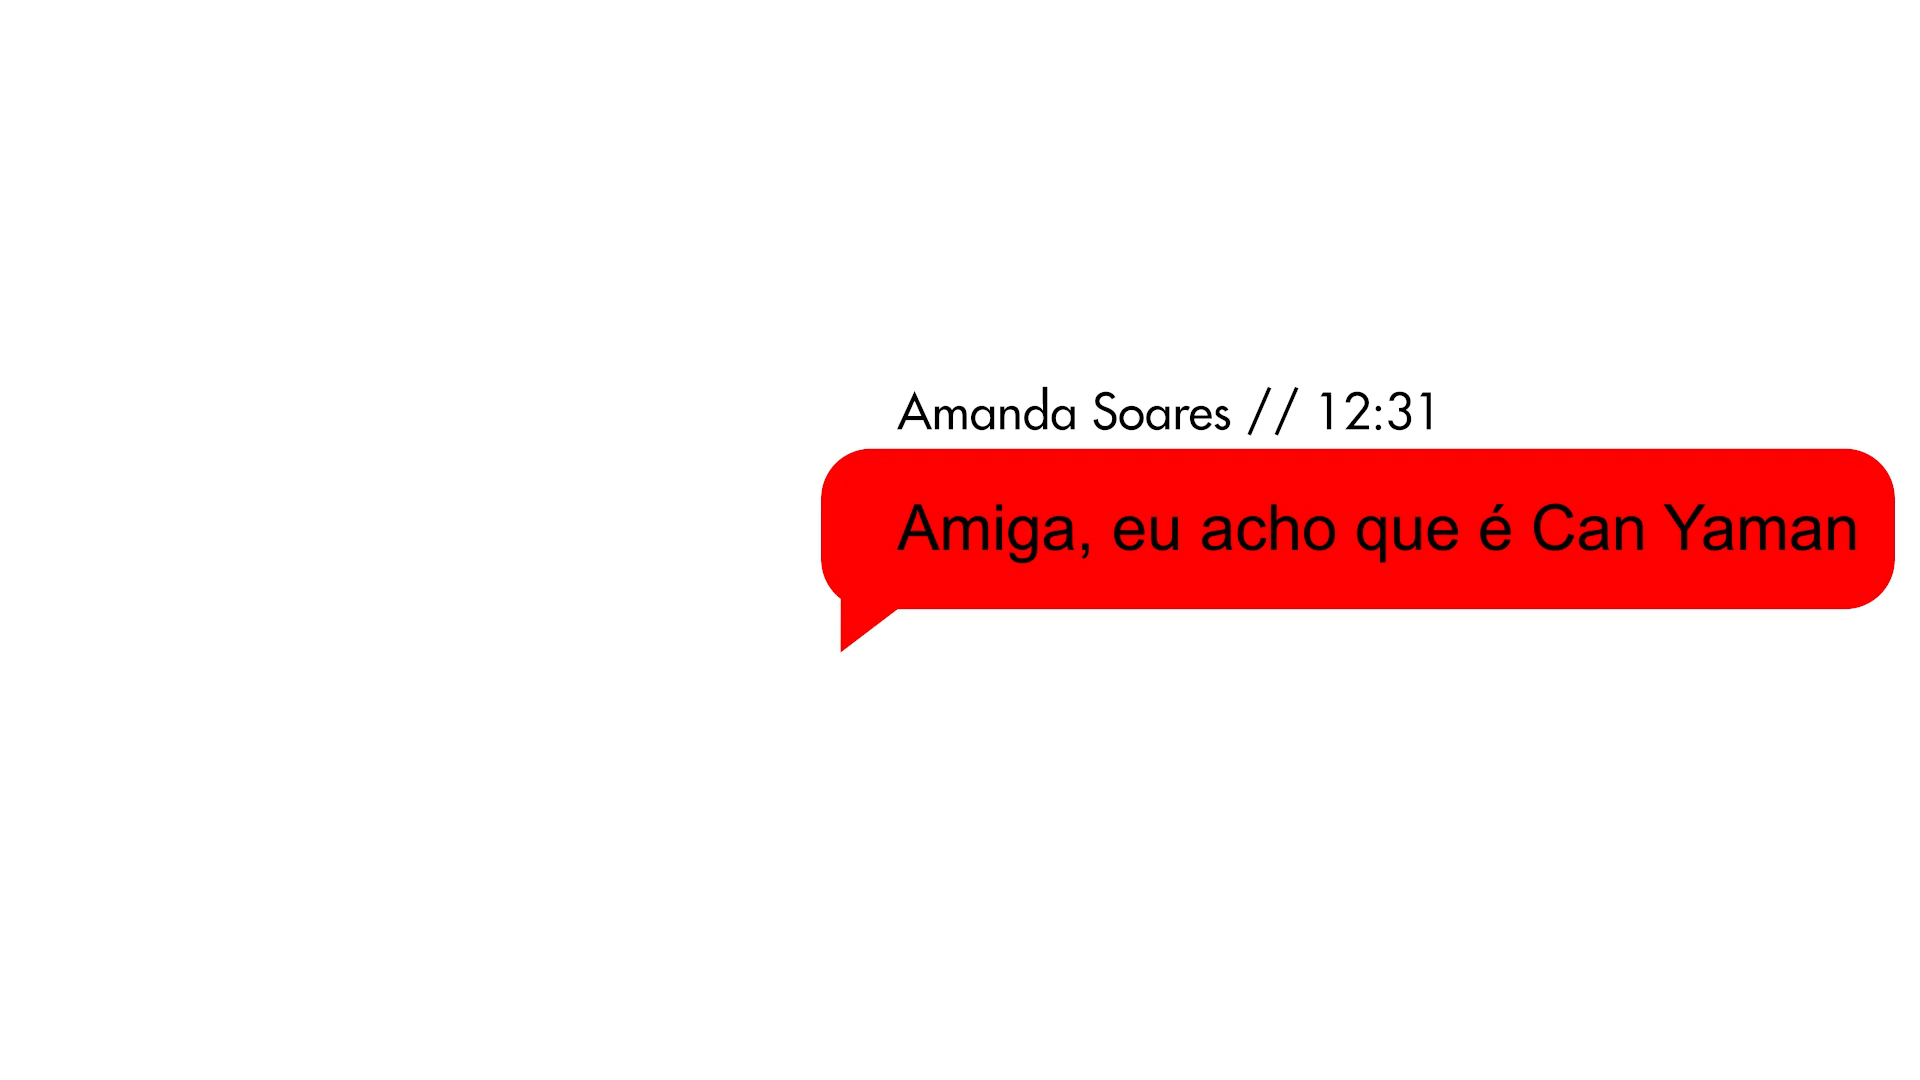 Amanda Soares // 12:31
Amiga, eu acho que é Can Yaman